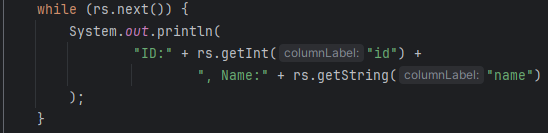 while (rs.next()) {
System.out.println(
"ID:" + rs.getInt( columnLabel: "id") +
", Name:" + rs.getString( columnLabel: "name")
);
}